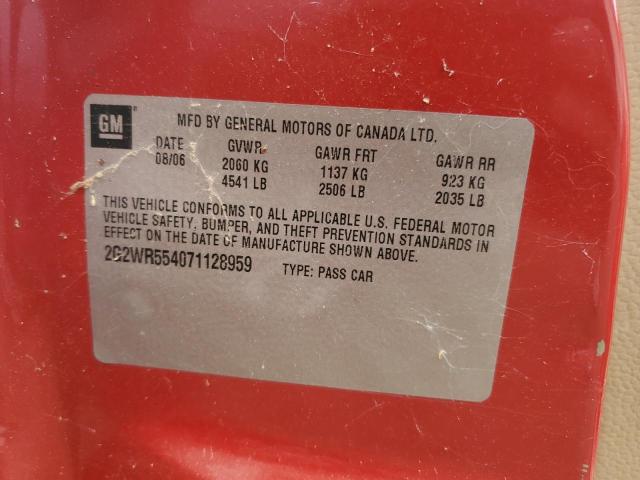 GM
MFD BY GENERAL MOTORS OF CANADA LTD.
DATE GVWR GAWR FRT GAWR RR
08/06 2060 KG 1137 KG 923 KG
4541 LB 2506 LB 2035 LB
THIS VEHICLE CONFORMS TO ALL APPLICABLE U.S. FEDERAL MOTOR
VEHICLE SAFETY, BUMPER, AND THEFT PREVENTION STANDARDS IN
EFFECT ON THE DATE OF MANUFACTURE SHOWN ABOVE.
2G2WR554071128959 TYPE: PASS CAR